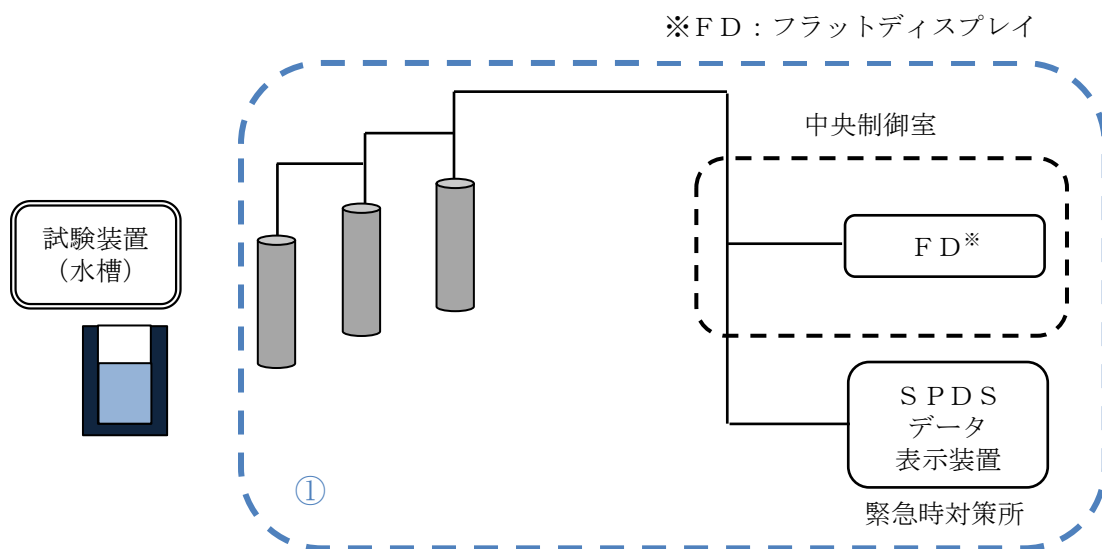 ※ＦＤ：フラットディスプレイ
中央制御室
試験装置
（水槽）
ＦＤ※
ＳＰＤＳ
データ
表示装置
①
緊急時対策所